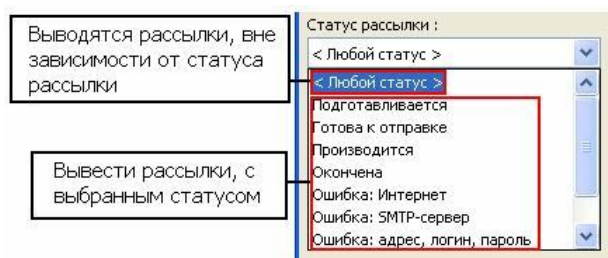 Выводятся рассылки, вне
зависимости от статуса
рассылки
Вывести рассылки, с
выбранным статусом
Статус рассылки :
< Любой статус >
< Любой статус >
Подготавливается
Готова к отправке
Производится
Окончена
Ошибка: Интернет
Ошибка: SMTP-сервер
Ошибка: адрес, логин, пароль